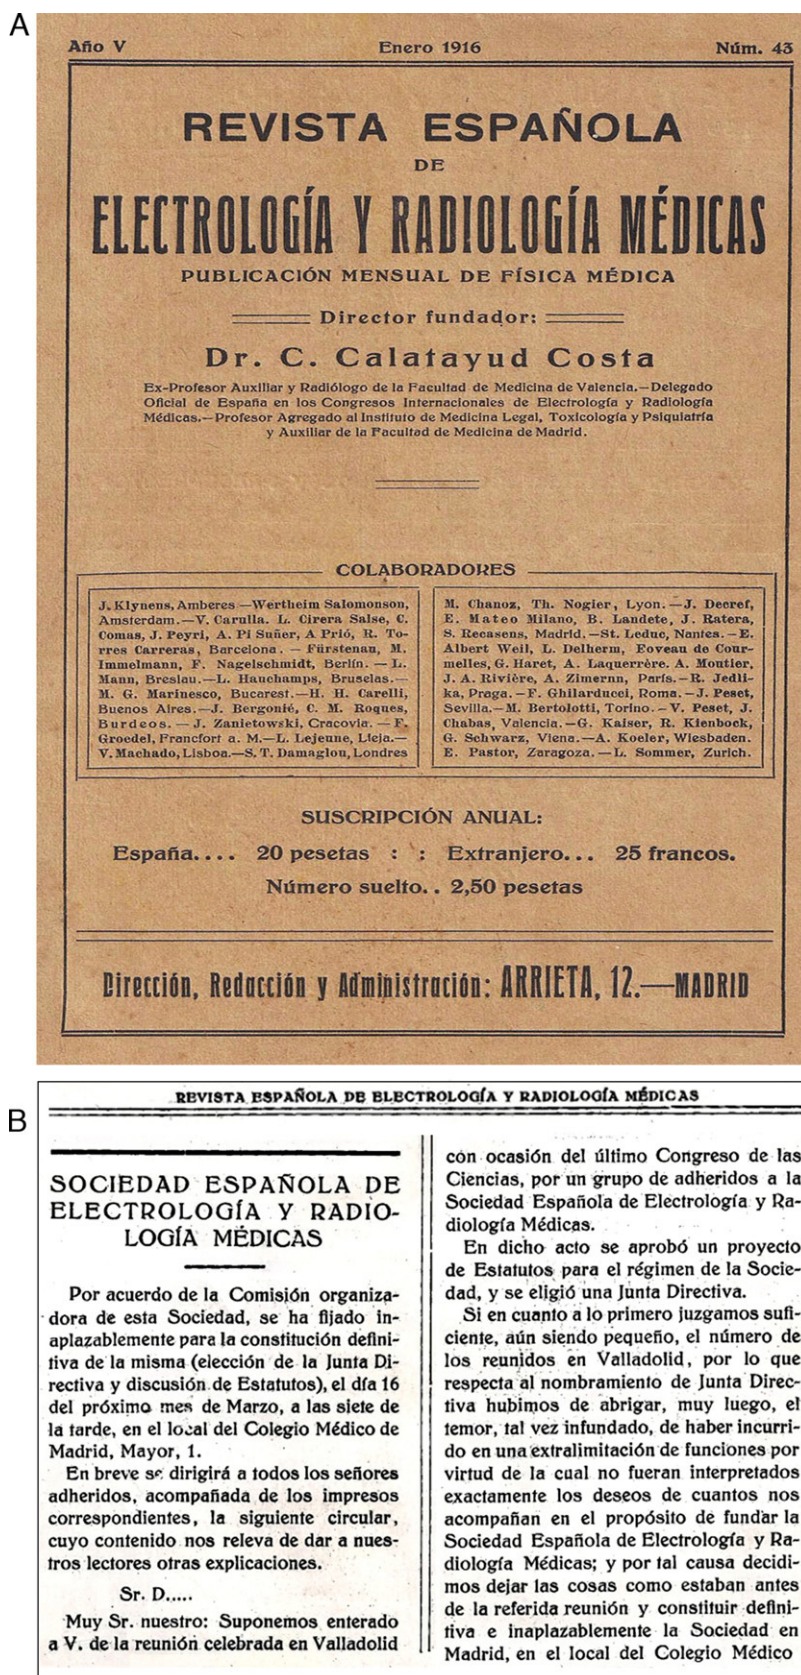 A
Año V Enero 1916 Núm. 43
REVISTA ESPAÑOLA
DE
ELECTROLOGÍA Y RADIOLOGÍA MÉDICAS
PUBLICACIÓN MENSUAL DE FÍSICA MÉDICA
Director fundador:
Dr. C. Calatayud Costa
Ex-Profesor Auxiliar y Radiólogo de la Facultad de Medicina de Valencia.—Delegado
Oficial de España en los Congresos Internacionales de Electrología y Radiología
Médicas.—Profesor Agregado al Instituto de Medicina Legal, Toxicología y Psiquiatría
y Auxiliar de la Facultad de Medicina de Madrid.
COLABORADORES
J. Klynens, Amberes —Wertheim Salomonson,
Amsterdam.—V. Carulla. L. Cirera Salse, C.
Comas, J. Peyri, A. Pi Suñer, A Prió, R. To-
rres Carreras, Barcelona. — Fürstenau, M.
Immelmann, F. Nagelschmidt, Berlín. — L.
Mann, Breslau.—L. Hauchamps, Bruselas.—
M. G. Marinesco, Bucarest.—H. H. Carelli,
Buenos Aires.—J. Bergonié, C. M. Roques,
Burdeos. — J. Zanietowski, Cracovia. — F.
Groedel, Francfort a. M.—L. Lejeune, Lieja.—
V. Machado, Lisboa.—S. T. Damaglou, Londres
M. Chanoz, Th. Nogier, Lyon. — J. Decref,
E. Mateo Milano, B. Landete, J. Ratera,
S. Recasens, Madrid.—St. Leduc, Nantes. — E.
Albert Weil, L. Delherm, Foveau de Cour-
melles, G. Haret, A. Laquerrère. A. Moutier,
J. A. Rivière, A. Zimernn, París.—R. Jedli-
ka, Praga.—F. Ghilarducci, Roma.—J. Peset,
Sevilla.—M. Bertolotti, Torino.—V. Peset, J.
Chabas, Valencia.—G. Kaiser, R. Kienbock,
G. Schwarz, Viena.—A. Koeler, Wiesbaden.
E. Pastor, Zaragoza. — L. Sommer, Zurich.
SUSCRIPCIÓN ANUAL:
España.... 20 pesetas : : Extranjero... 25 francos.
Número suelto.. 2,50 pesetas
Dirección, Redacción y Administración: ARRIETA, 12.—MADRID
B
REVISTA ESPAÑOLA DE ELECTROLOGÍA Y RADIOLOGÍA MÉDICAS
SOCIEDAD ESPAÑOLA DE
ELECTROLOGÍA Y RADIO-
LOGÍA MÉDICAS
Por acuerdo de la Comisión organiza-
dora de esta Sociedad, se ha fijado in-
aplazablemente para la constitución defini-
tiva de la misma (elección de la Junta Di-
rectiva y discusión de Estatutos), el día 16
del próximo mes de Marzo, a las siete de
la tarde, en el local del Colegio Médico de
Madrid, Mayor, 1.
En breve se dirigirá a todos los señores
adheridos, acompañada de los impresos
correspondientes, la siguiente circular,
cuyo contenido nos releva de dar a nues-
tros lectores otras explicaciones.
Sr. D.....
Muy Sr. nuestro: Suponemos enterado
a V. de la reunión celebrada en Valladolid
con ocasión del último Congreso de las
Ciencias, por un grupo de adheridos a la
Sociedad Española de Electrología y Ra-
diología Médicas.
En dicho acto se aprobó un proyecto
de Estatutos para el régimen de la Socie-
dad, y se eligió una Junta Directiva.
Si en cuanto a lo primero juzgamos sufi-
ciente, aún siendo pequeño, el número de
los reunidos en Valladolid, por lo que
respecta al nombramiento de Junta Direc-
tiva hubimos de abrigar, muy luego, el
temor, tal vez infundado, de haber incurri-
do en una extralimitación de funciones por
virtud de la cual no fueran interpretados
exactamente los deseos de cuantos nos
acompañan en el propósito de fundar la
Sociedad Española de Electrología y Ra-
diología Médicas; y por tal causa decidi-
mos dejar las cosas como estaban antes
de la referida reunión y constituir defini-
tiva e inaplazablemente la Sociedad en
Madrid, en el local del Colegio Médico